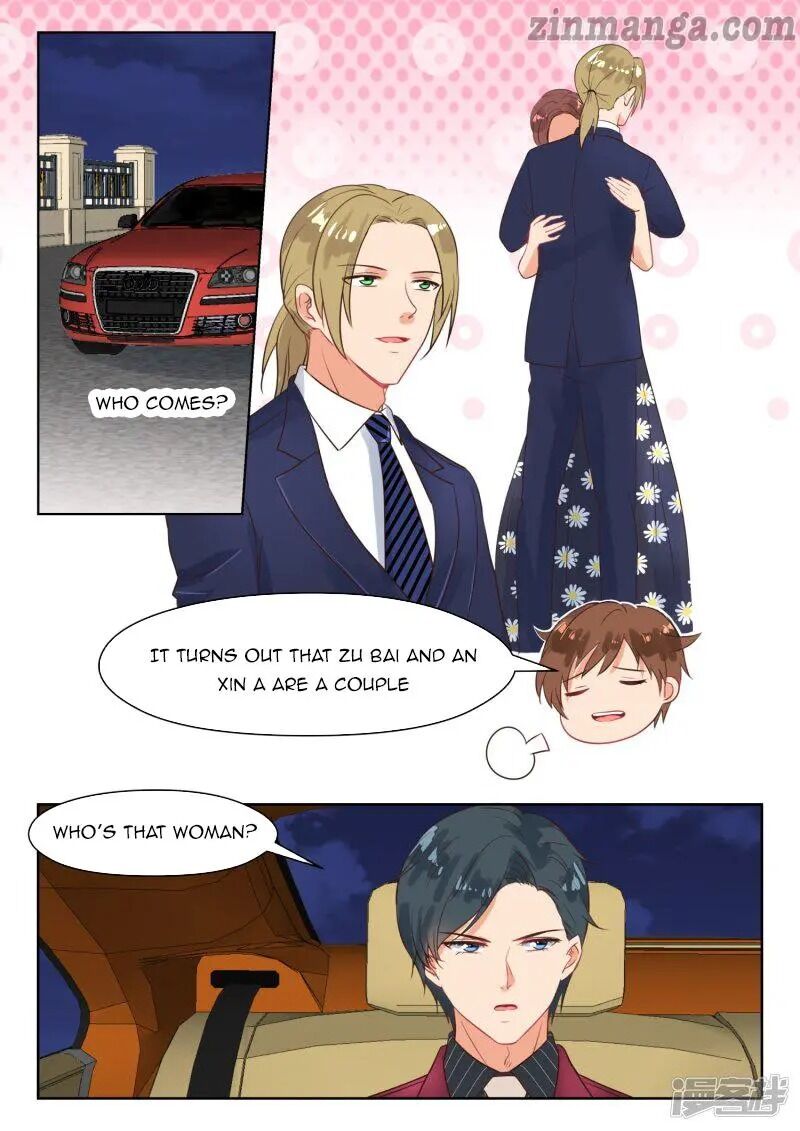 zinmanga.com
WHO COMES?
IT TURNS OUT THAT ZU BAI AND AN
XIN A ARE A COUPLE
WHO'S THAT WOMAN?
漫客栈